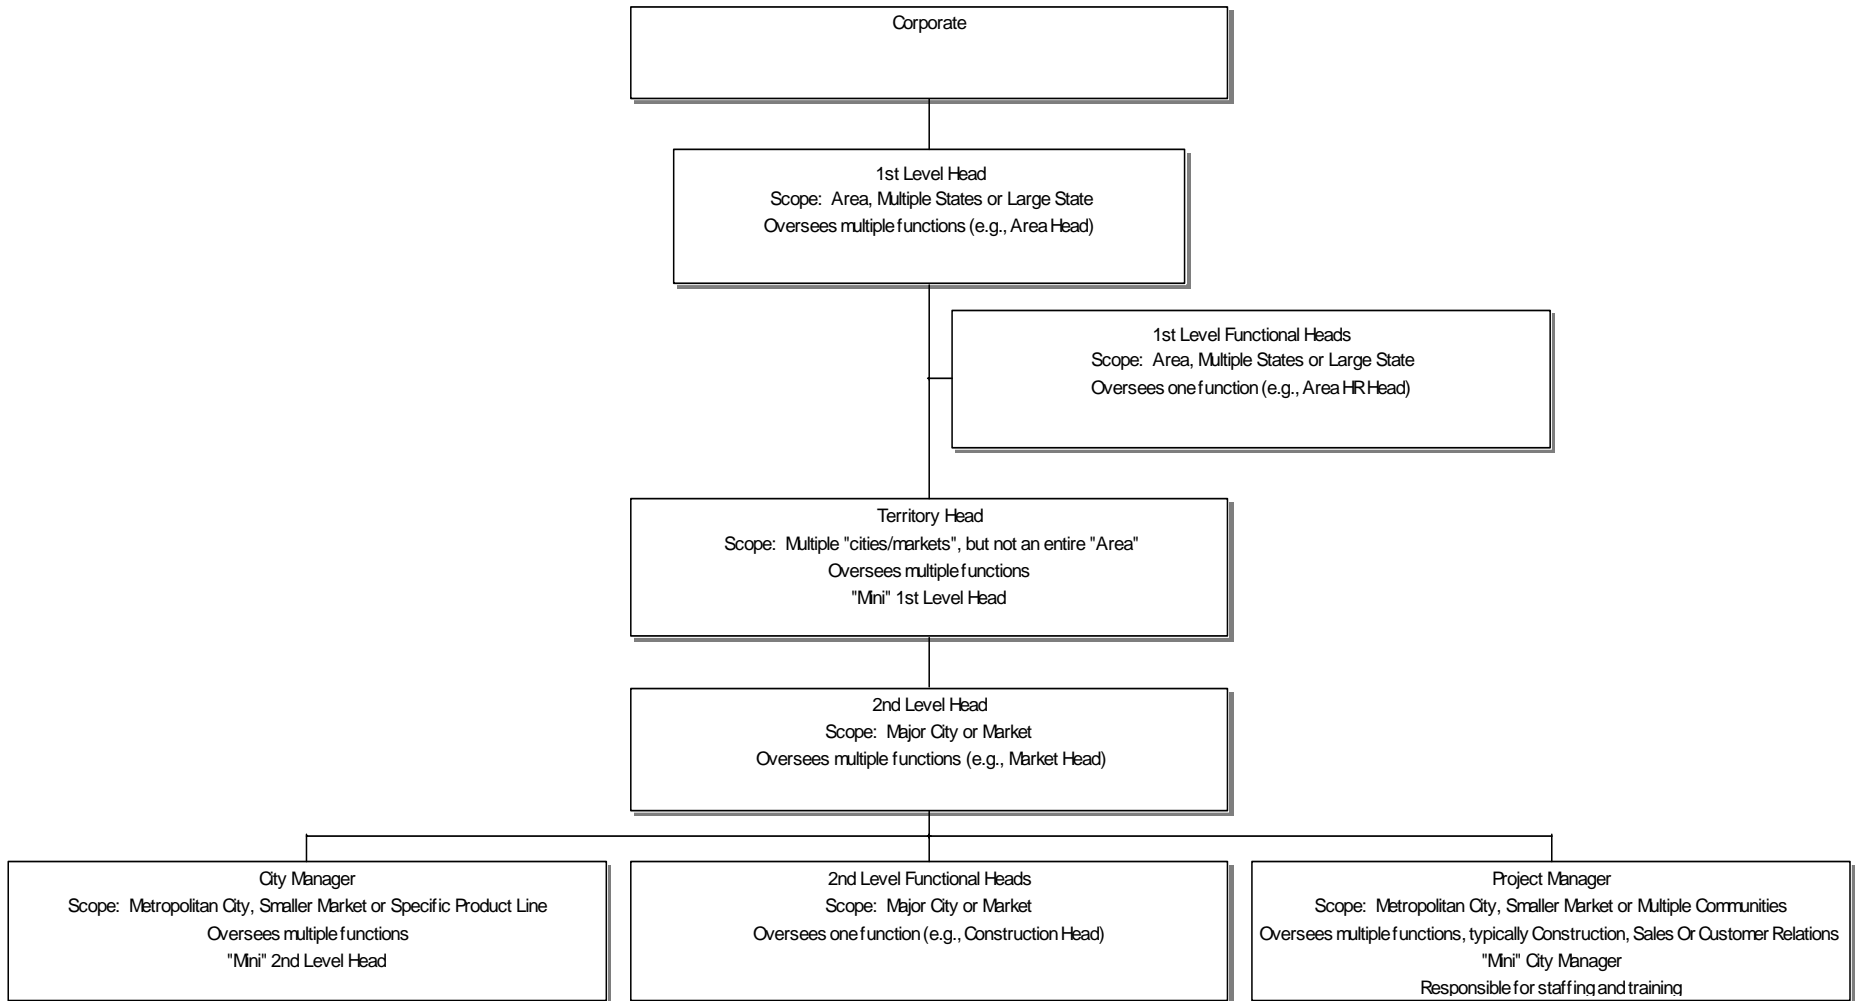 Corporate
1st Level Head
Scope: Area, Multiple States or Large State
Oversees multiple functions (e.g., Area Head)
1st Level Functional Heads
Scope: Area, Multiple States or Large State
Oversees one function (e.g., Area HR Head)
Territory Head
Scope: Multiple "cities/markets", but not an entire "Area"
Oversees multiple functions
"Mini" 1st Level Head
2nd Level Head
Scope: Major City or Market
Oversees multiple functions (e.g., Market Head)
City Manager
Scope: Metropolitan City, Smaller Market or Specific Product Line
Oversees multiple functions
"Mini" 2nd Level Head
2nd Level Functional Heads
Scope: Major City or Market
Oversees one function (e.g., Construction Head)
Project Manager
Scope: Metropolitan City, Smaller Market or Multiple Communities
Oversees multiple functions, typically Construction, Sales Or Customer Relations
"Mini" City Manager
Responsible for staffing and training